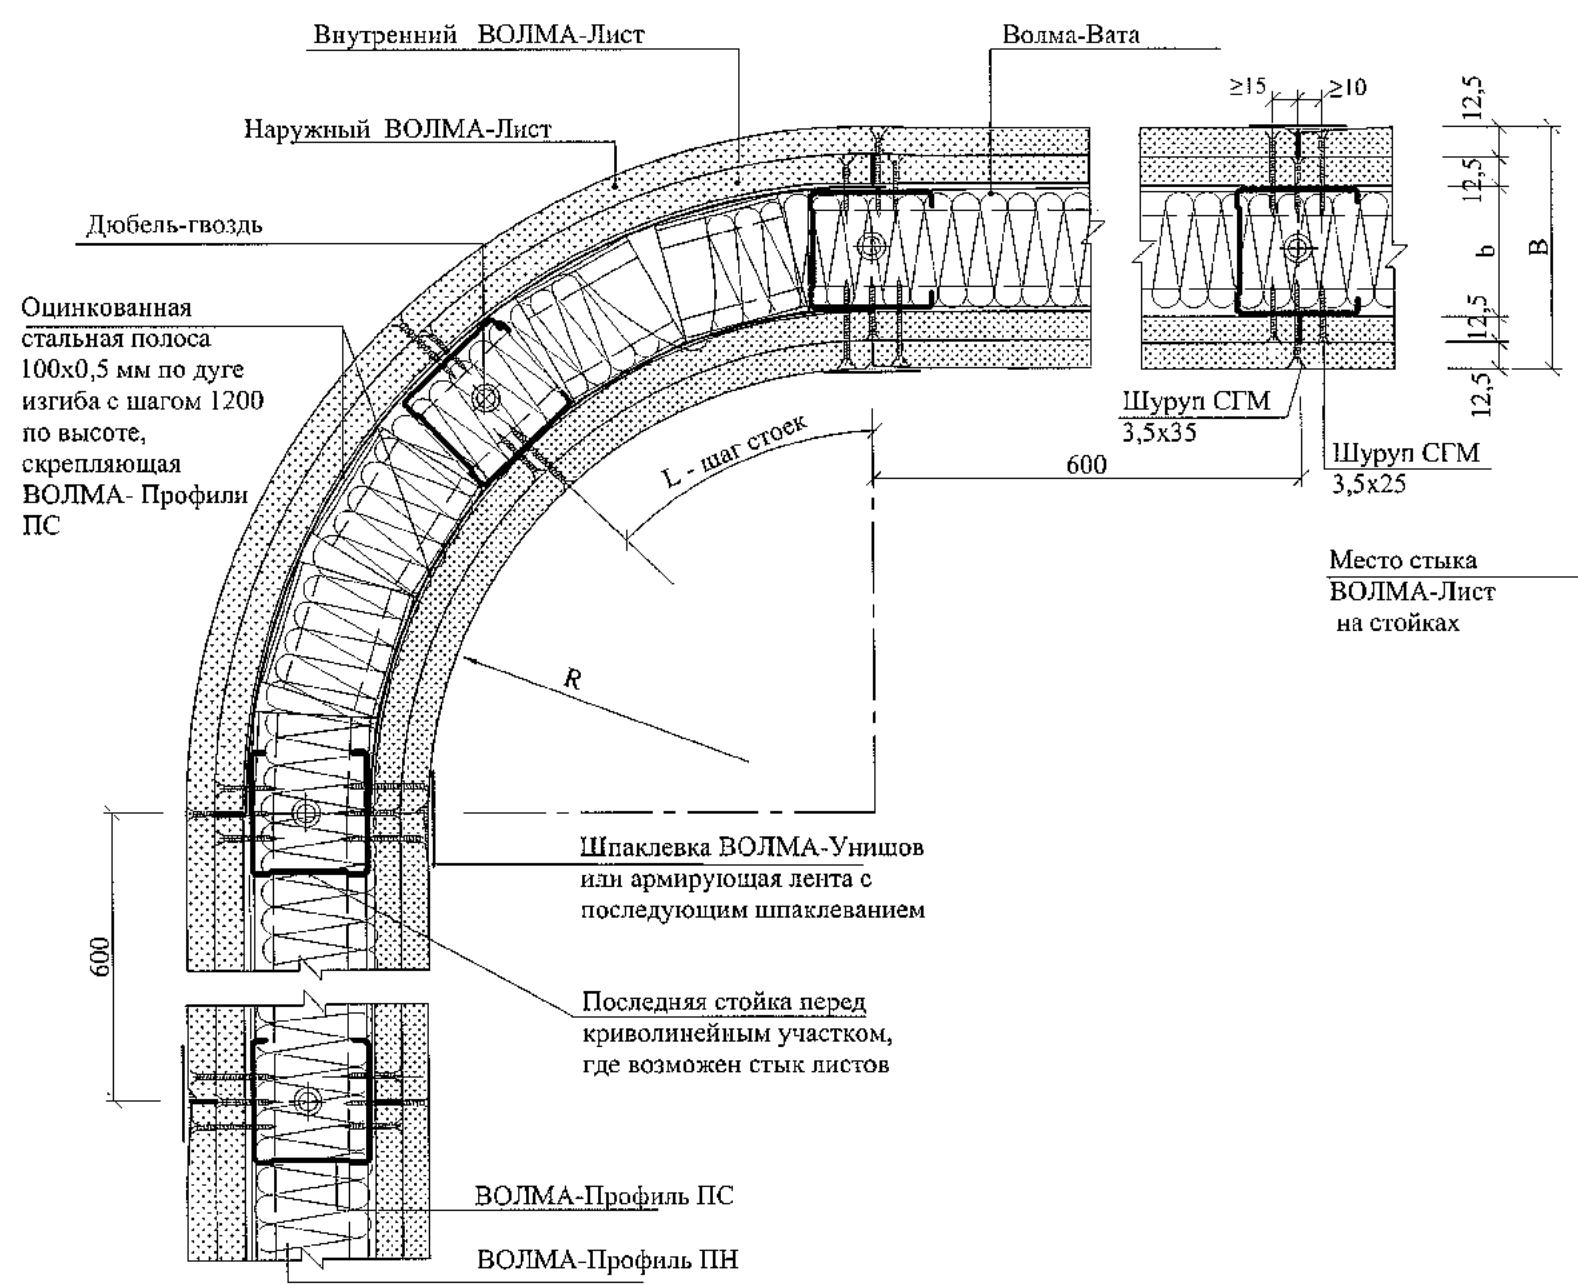 Внутренний ВОЛМА-Лист
Волма-Вата
Наружный ВОЛМА-Лист
≥15
≥10
12,5
Дюбель-гвоздь
12,5
b
B
Оцинкованная
стальная полоса
100x0,5 мм по дуге
изгиба с шагом 1200
по высоте,
скрепляющая
ВОЛМА- Профили
ПС
12,5
12,5
Шуруп СГМ
3,5x35
L - шаг стоек
600
Шуруп СГМ
3,5x25
Место стыка
ВОЛМА-Лист
на стойках
R
Шпаклевка ВОЛМА-Унишов
или армирующая лента с
последующим шпаклеванием
600
Последняя стойка перед
криволинейным участком,
где возможен стык листов
ВОЛМА-Профиль ПС
ВОЛМА-Профиль ПН